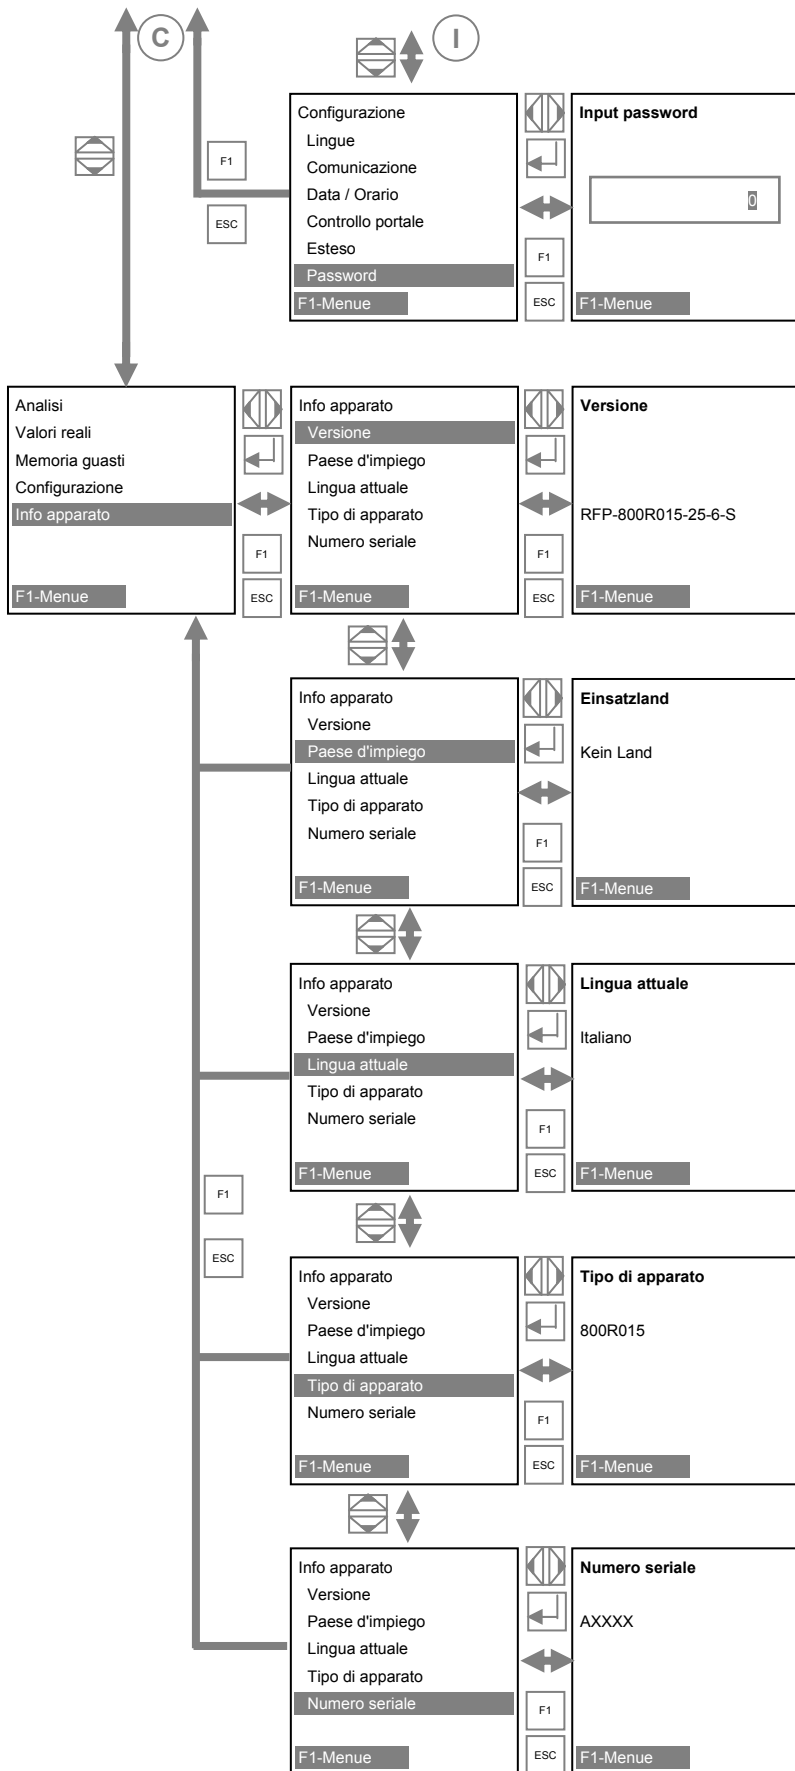 C
I
Configurazione
Lingue
Comunicazione
Data / Orario
Controllo portale
Esteso
Password
F1-Menue
F1
ESC
F1
ESC
Input password
0
F1-Menue
Analisi
Valori reali
Memoria guasti
Configurazione
Info apparato
F1-Menue
F1
ESC
Info apparato
Versione
Paese d'impiego
Lingua attuale
Tipo di apparato
Numero seriale
F1-Menue
F1
ESC
Versione
RFP-800R015-25-6-S
F1-Menue
Info apparato
Versione
Paese d'impiego
Lingua attuale
Tipo di apparato
Numero seriale
F1-Menue
F1
ESC
Einsatzland
Kein Land
F1-Menue
Info apparato
Versione
Paese d'impiego
Lingua attuale
Tipo di apparato
Numero seriale
F1-Menue
F1
ESC
Lingua attuale
Italiano
F1-Menue
F1
ESC
Info apparato
Versione
Paese d'impiego
Lingua attuale
Tipo di apparato
Numero seriale
F1-Menue
F1
ESC
Tipo di apparato
800R015
F1-Menue
Info apparato
Versione
Paese d'impiego
Lingua attuale
Tipo di apparato
Numero seriale
F1-Menue
F1
ESC
Numero seriale
AXXXX
F1-Menue